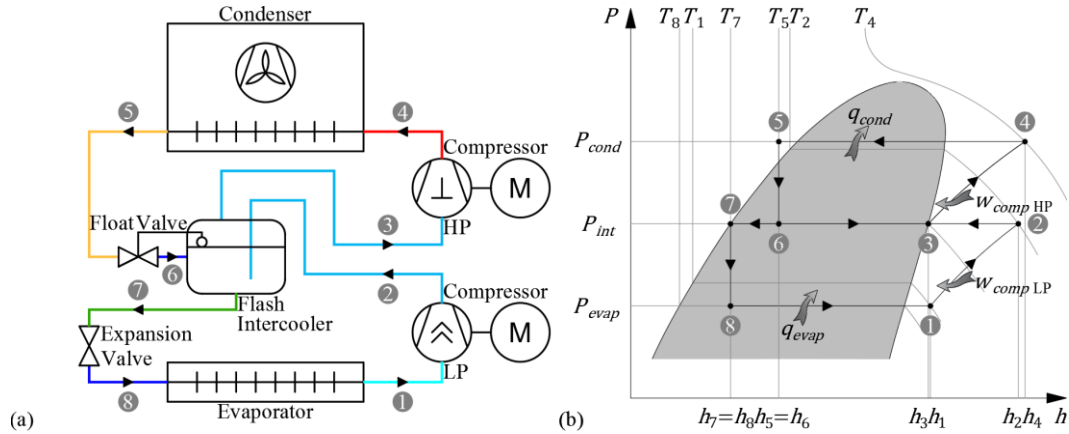 Condenser
5
4
Compressor
M
HP
Float Valve
3
6
2
7
Flash
Intercooler
Compressor
M
LP
Expansion
Valve
8
1
Evaporator
(a)
P
T8 T1 T7 T5 T2 T4
Pcond
5
qcond
4
7
wcomp HP
Pint
6
3
2
wcomp LP
Pevap
8
qevap
1
(b)
h7=h8 h5=h6 h3 h1 h2 h4 h